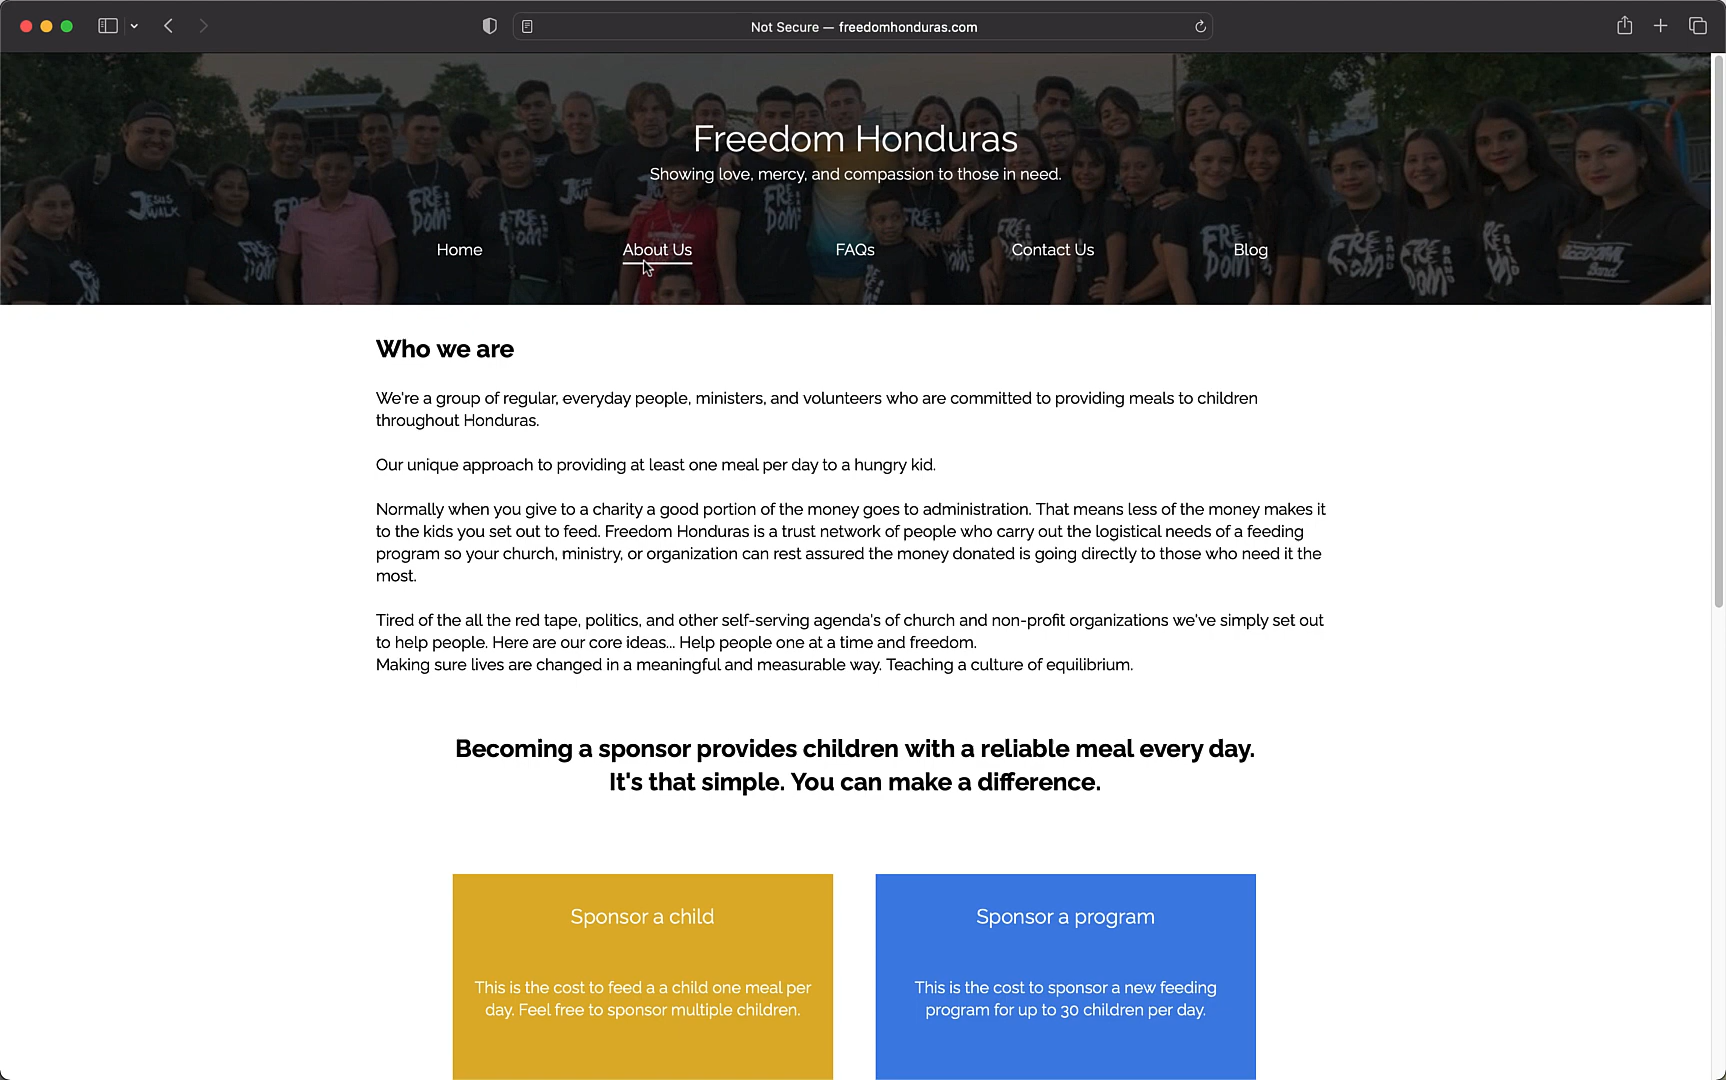 Not Secure — freedomhonduras.com
Freedom Honduras
Showing love, mercy, and compassion to those in need.
Home
About Us
FAQs
Contact Us
Blog
JESUS
WALK
FREE
DOM
BAND
Who we are
We're a group of regular, everyday people, ministers, and volunteers who are committed to providing meals to children
throughout Honduras.
Our unique approach to providing at least one meal per day to a hungry kid.
Normally when you give to a charity a good portion of the money goes to administration. That means less of the money makes it
to the kids you set out to feed. Freedom Honduras is a trust network of people who carry out the logistical needs of a feeding
program so your church, ministry, or organization can rest assured the money donated is going directly to those who need it the
most.
Tired of the all the red tape, politics, and other self-serving agenda's of church and non-profit organizations we've simply set out
to help people. Here are our core ideas... Help people one at a time and freedom.
Making sure lives are changed in a meaningful and measurable way. Teaching a culture of equilibrium.
Becoming a sponsor provides children with a reliable meal every day.
It's that simple. You can make a difference.
Sponsor a child
This is the cost to feed a a child one meal per
day. Feel free to sponsor multiple children.
Sponsor a program
This is the cost to sponsor a new feeding
program for up to 30 children per day.